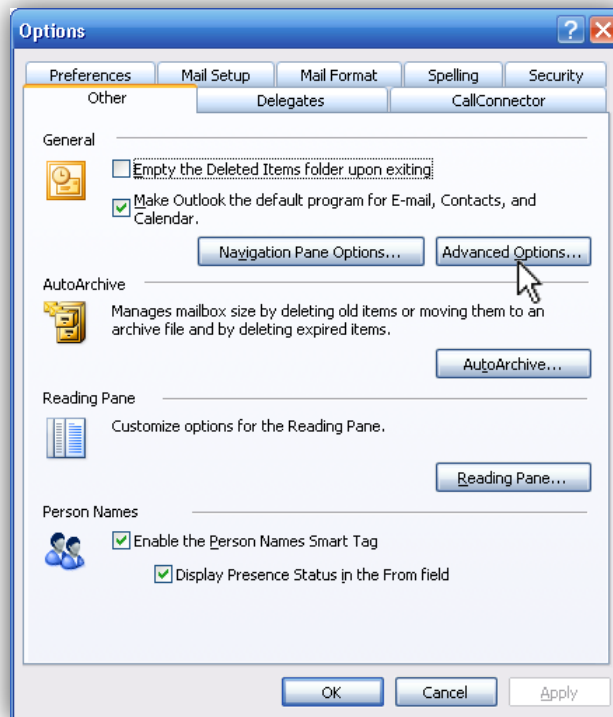 Options
?
Preferences
Mail Setup
Mail Format
Spelling
Security
Other
Delegates
CallConnector
General
Empty the Deleted Items folder upon exiting
Make Outlook the default program for E-mail, Contacts, and
Calendar.
Navigation Pane Options...
Advanced Options...
AutoArchive
Manages mailbox size by deleting old items or moving them to an
archive file and by deleting expired items.
AutoArchive...
Reading Pane
Customize options for the Reading Pane.
Reading Pane...
Person Names
Enable the Person Names Smart Tag
Display Presence Status in the From field
OK
Cancel
Apply